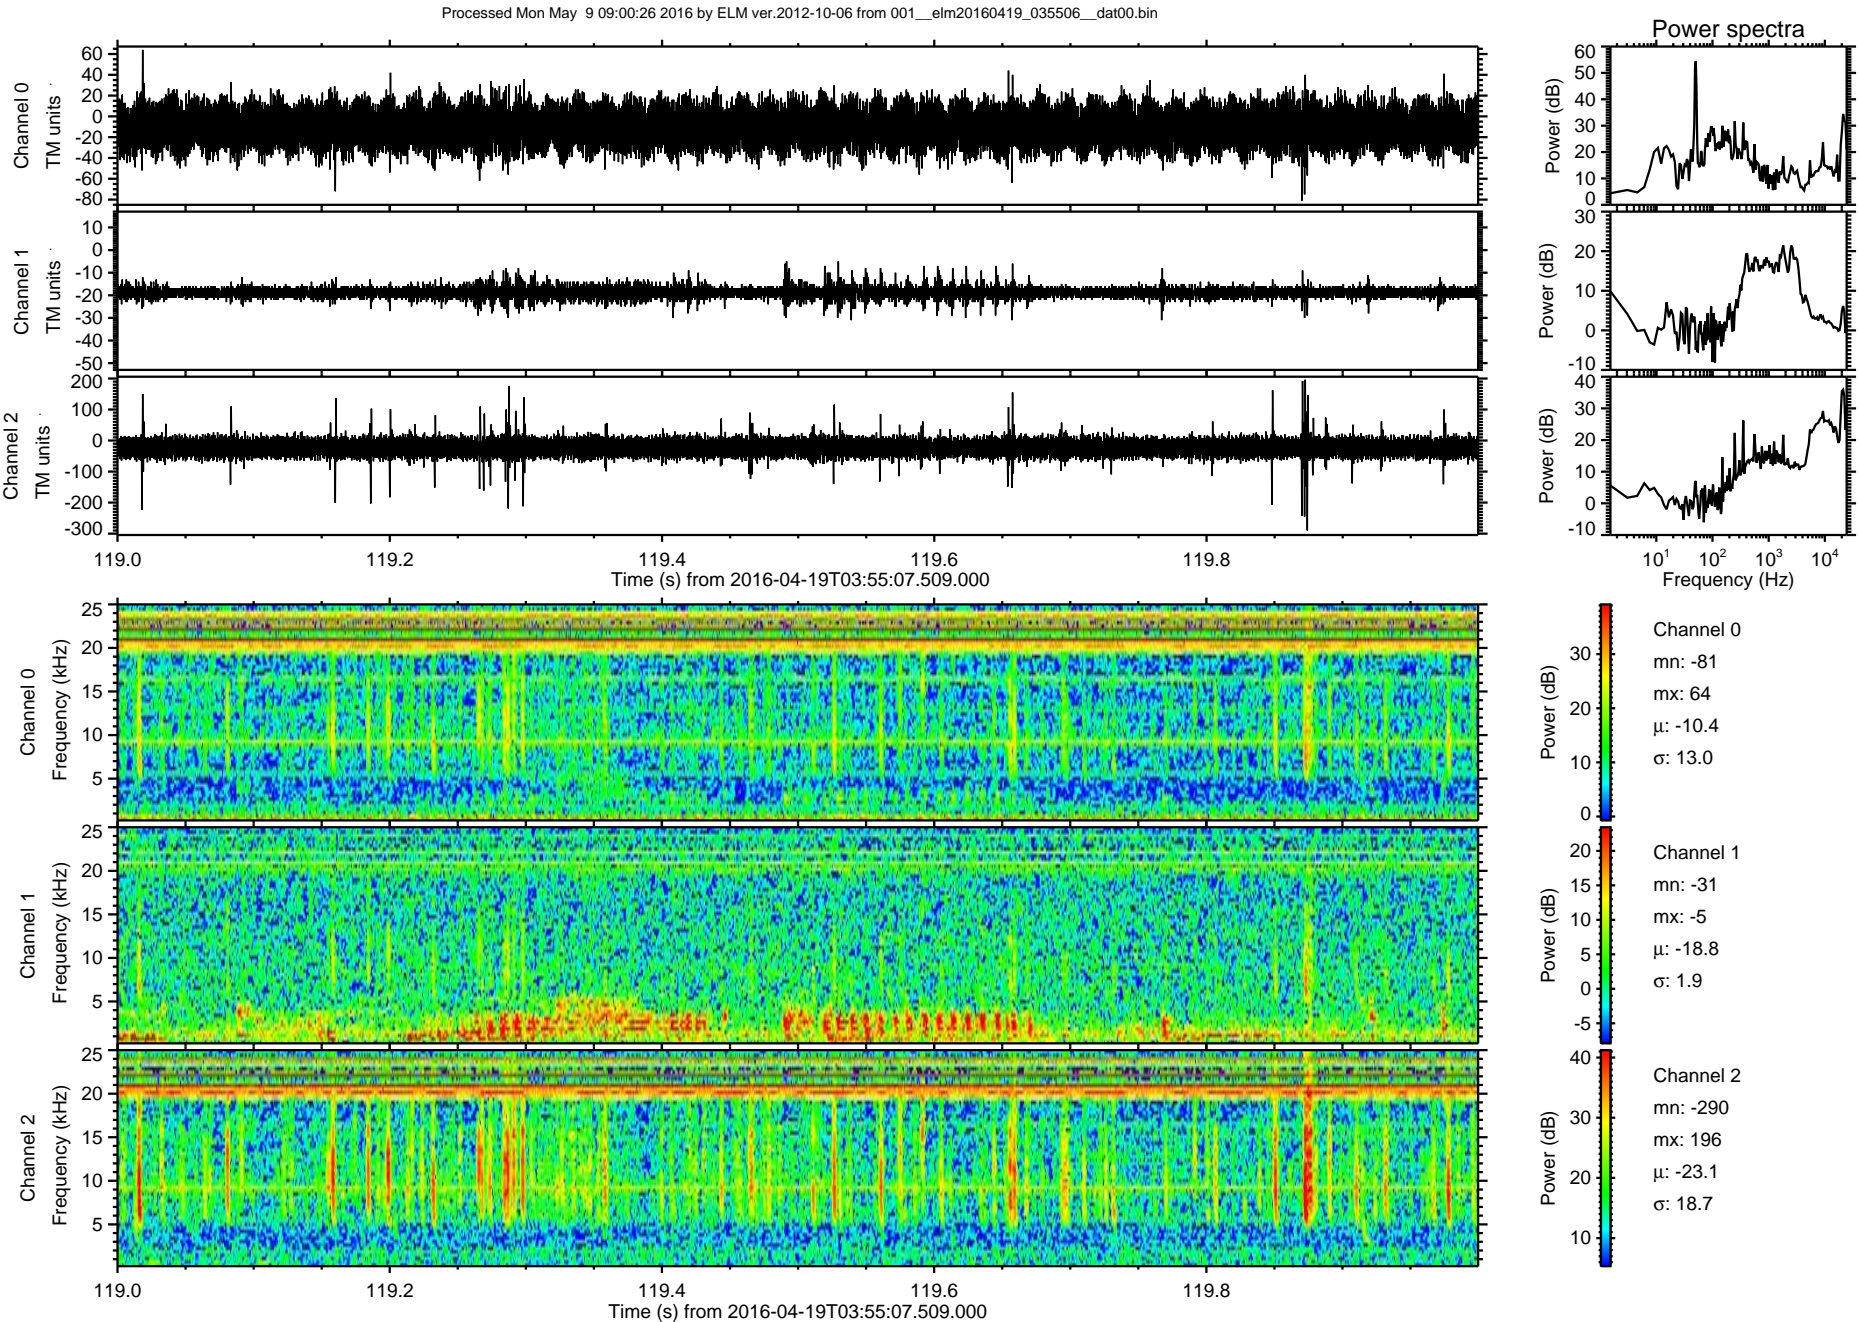 Processed Mon May  9 09:00:26 2016 by ELM ver.2012-10-06 from 001__elm20160419_035506__dat00.bin
Power spectra
Channel 0
TM units
60
40
20
0
-20
-40
-60
-80
Power (dB)
60
50
40
30
20
10
0
Channel 1
TM units
10
0
-10
-20
-30
-40
-50
Power (dB)
30
20
10
0
-10
Channel 2
TM units
200
100
0
-100
-200
-300
Power (dB)
40
30
20
10
0
-10
119.0 119.2 119.4 119.6 119.8
Time (s) from 2016-04-19T03:55:07.509.000
10¹ 10² 10³ 10⁴
Frequency (Hz)
Channel 0
Frequency (kHz)
25
20
15
10
5
Power (dB)
30
20
10
0
Channel 0
mn: -81
mx: 64
μ: -10.4
σ: 13.0
Channel 1
Frequency (kHz)
25
20
15
10
5
Power (dB)
20
15
10
5
0
-5
Channel 1
mn: -31
mx: -5
μ: -18.8
σ: 1.9
Channel 2
Frequency (kHz)
25
20
15
10
5
Power (dB)
40
30
20
10
Channel 2
mn: -290
mx: 196
μ: -23.1
σ: 18.7
119.0 119.2 119.4 119.6 119.8
Time (s) from 2016-04-19T03:55:07.509.000